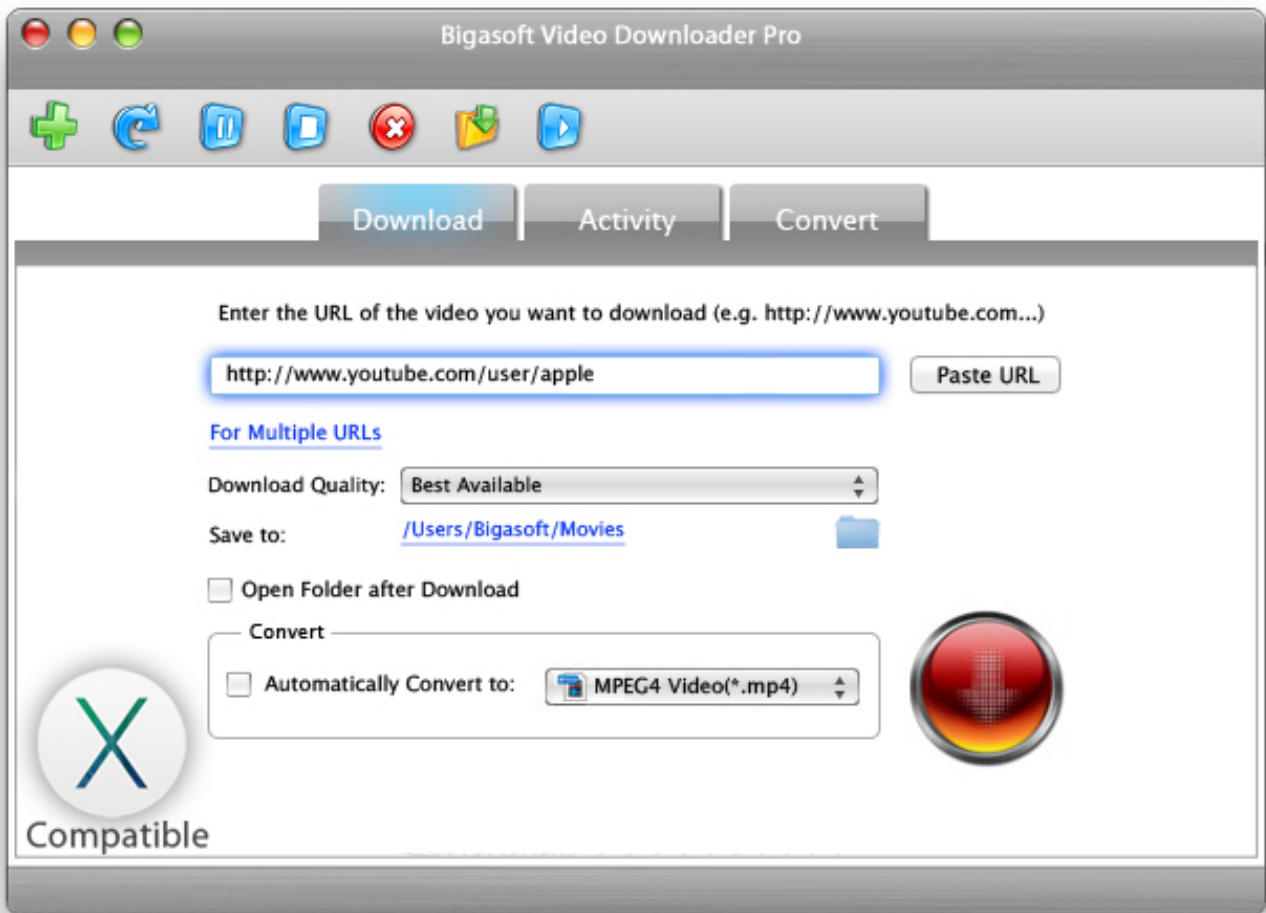 Bigasoft Video Downloader Pro
Download Activity Convert
Enter the URL of the video you want to download (e.g. http://www.youtube.com...)
http://www.youtube.com/user/apple Paste URL
For Multiple URLs
Download Quality: Best Available
Save to: /Users/Bigasoft/Movies
Open Folder after Download
Convert
Automatically Convert to: MPEG4 Video(*.mp4)
X
Compatible